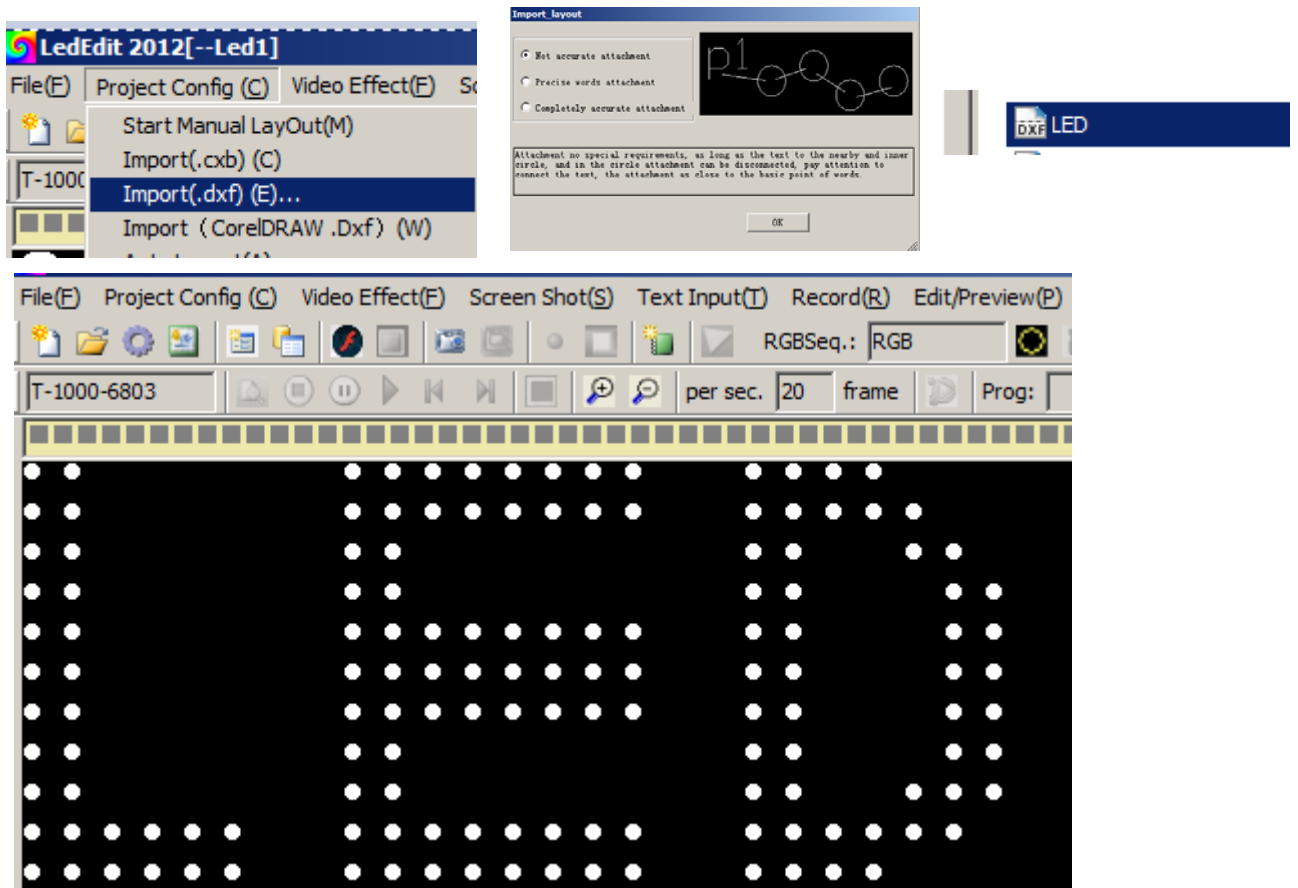 LedEdit 2012[--Led1]
File(F) Project Config (C) Video Effect(F)
Start Manual LayOut(M)
Import(.cxb) (C)
T-1000
Import(.dxf) (E)...
Import (CorelDRAW .Dxf) (W)
Import_layout
Not accurate attachment
Precise words attachment
Completely accurate attachment
p1
Attachment no special requirements, as long as the text to the nearby and inner
circle, and in the circle attachment can be disconnected, pay attention to
connect the text, the attachment as close to the basic point of words.
OK
DXF LED
File(F) Project Config (C) Video Effect(F) Screen Shot(S) Text Input(T) Record(R) Edit/Preview(P)
RGBSeq.: RGB
T-1000-6803 per sec. 20 frame Prog:
LED